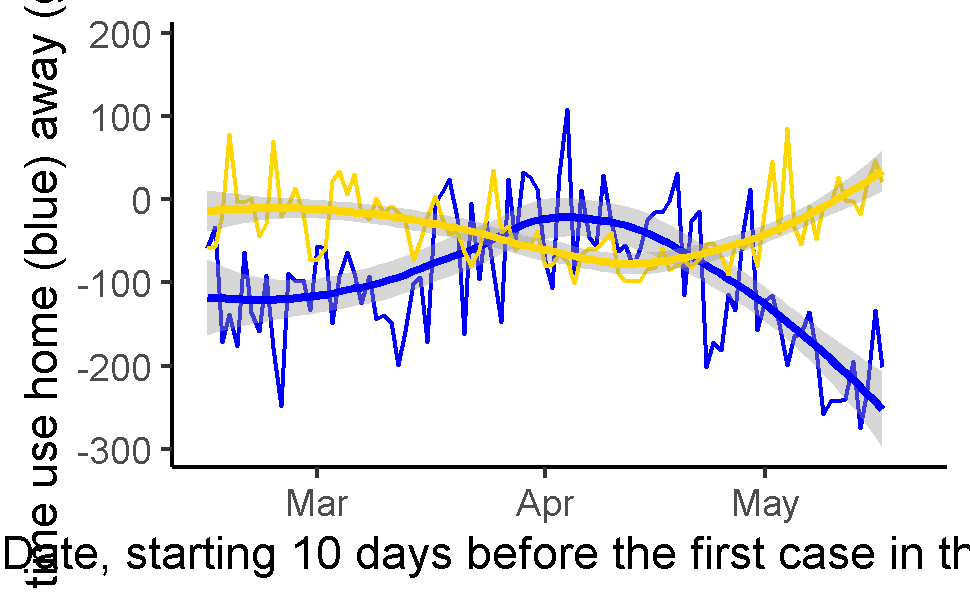 time use home (blue) away (
200
100
0
-100
-200
-300
Mar Apr May
Date, starting 10 days before the first case in th